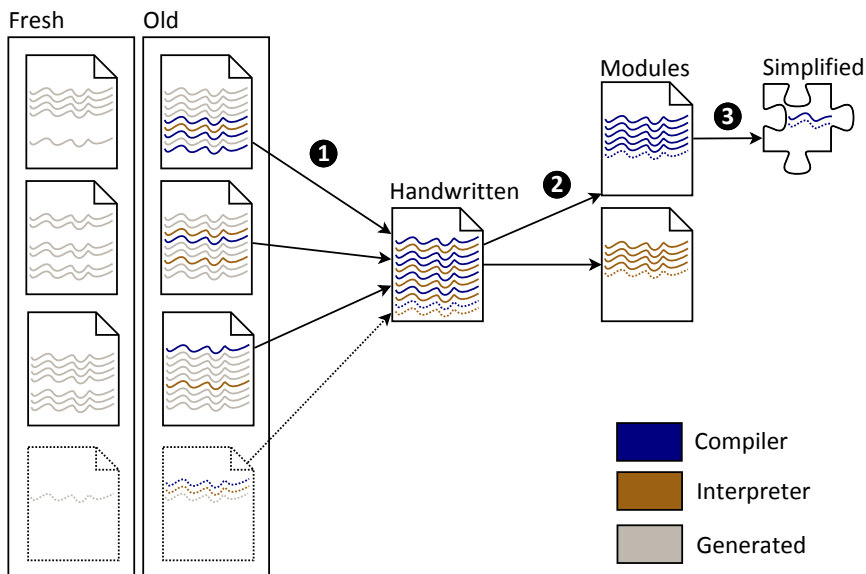 Fresh
Old
Modules
Simplified
1
3
Handwritten
2
Compiler
Interpreter
Generated